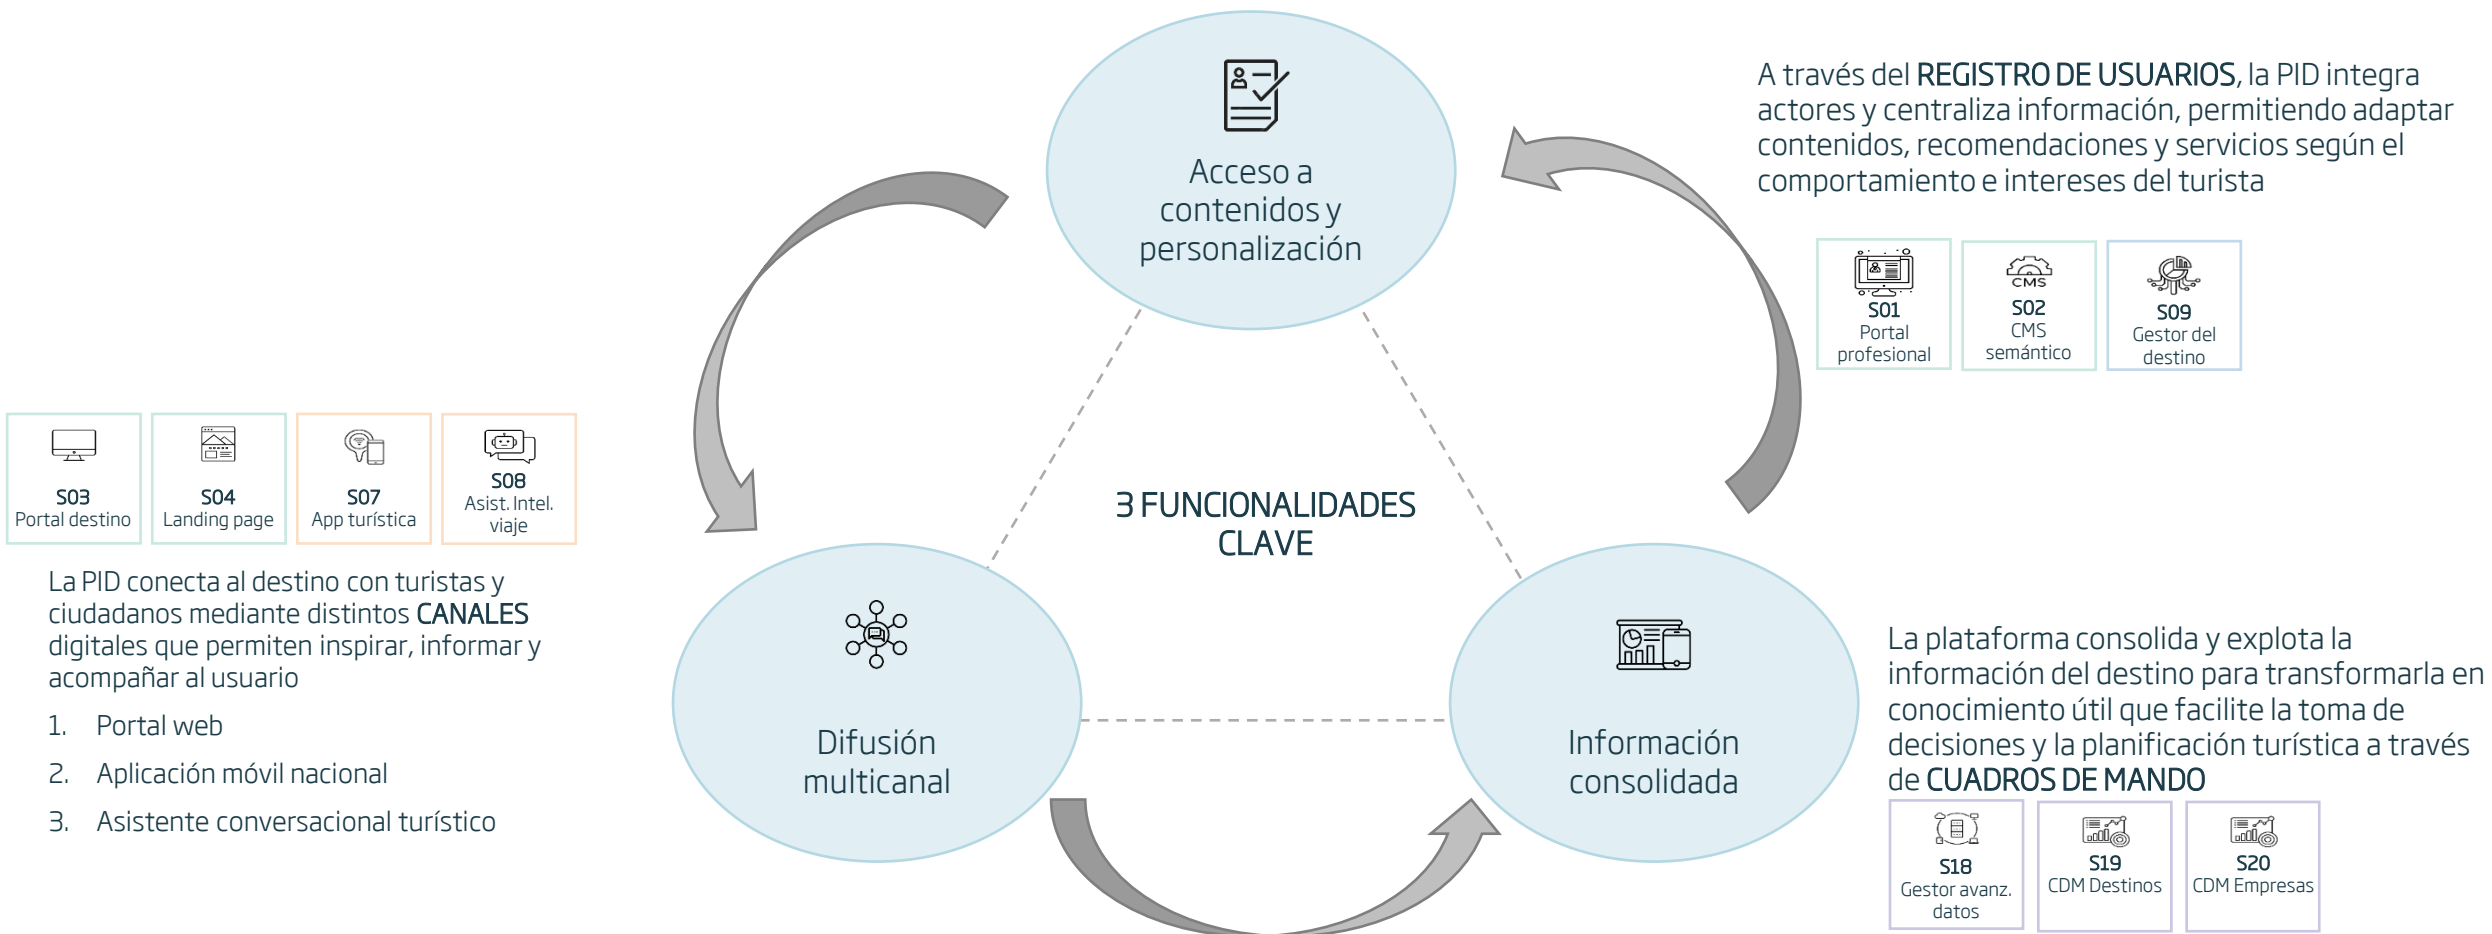 Acceso a
contenidos y
personalización
A través del REGISTRO DE USUARIOS, la PID integra
actores y centraliza información, permitiendo adaptar
contenidos, recomendaciones y servicios según el
comportamiento e intereses del turista
S01
Portal
profesional
CMS
S02
CMS
semántico
S09
Gestor del
destino
S03
Portal destino
S04
Landing page
S07
App turística
S08
Asist. Intel.
viaje
La PID conecta al destino con turistas y
ciudadanos mediante distintos CANALES
digitales que permiten inspirar, informar y
acompañar al usuario
1. Portal web
2. Aplicación móvil nacional
3. Asistente conversacional turístico
3 FUNCIONALIDADES
CLAVE
Difusión
multicanal
Información
consolidada
La plataforma consolida y explota la
información del destino para transformarla en
conocimiento útil que facilite la toma de
decisiones y la planificación turística a través
de CUADROS DE MANDO
S18
Gestor avanz.
datos
S19
CDM Destinos
S20
CDM Empresas